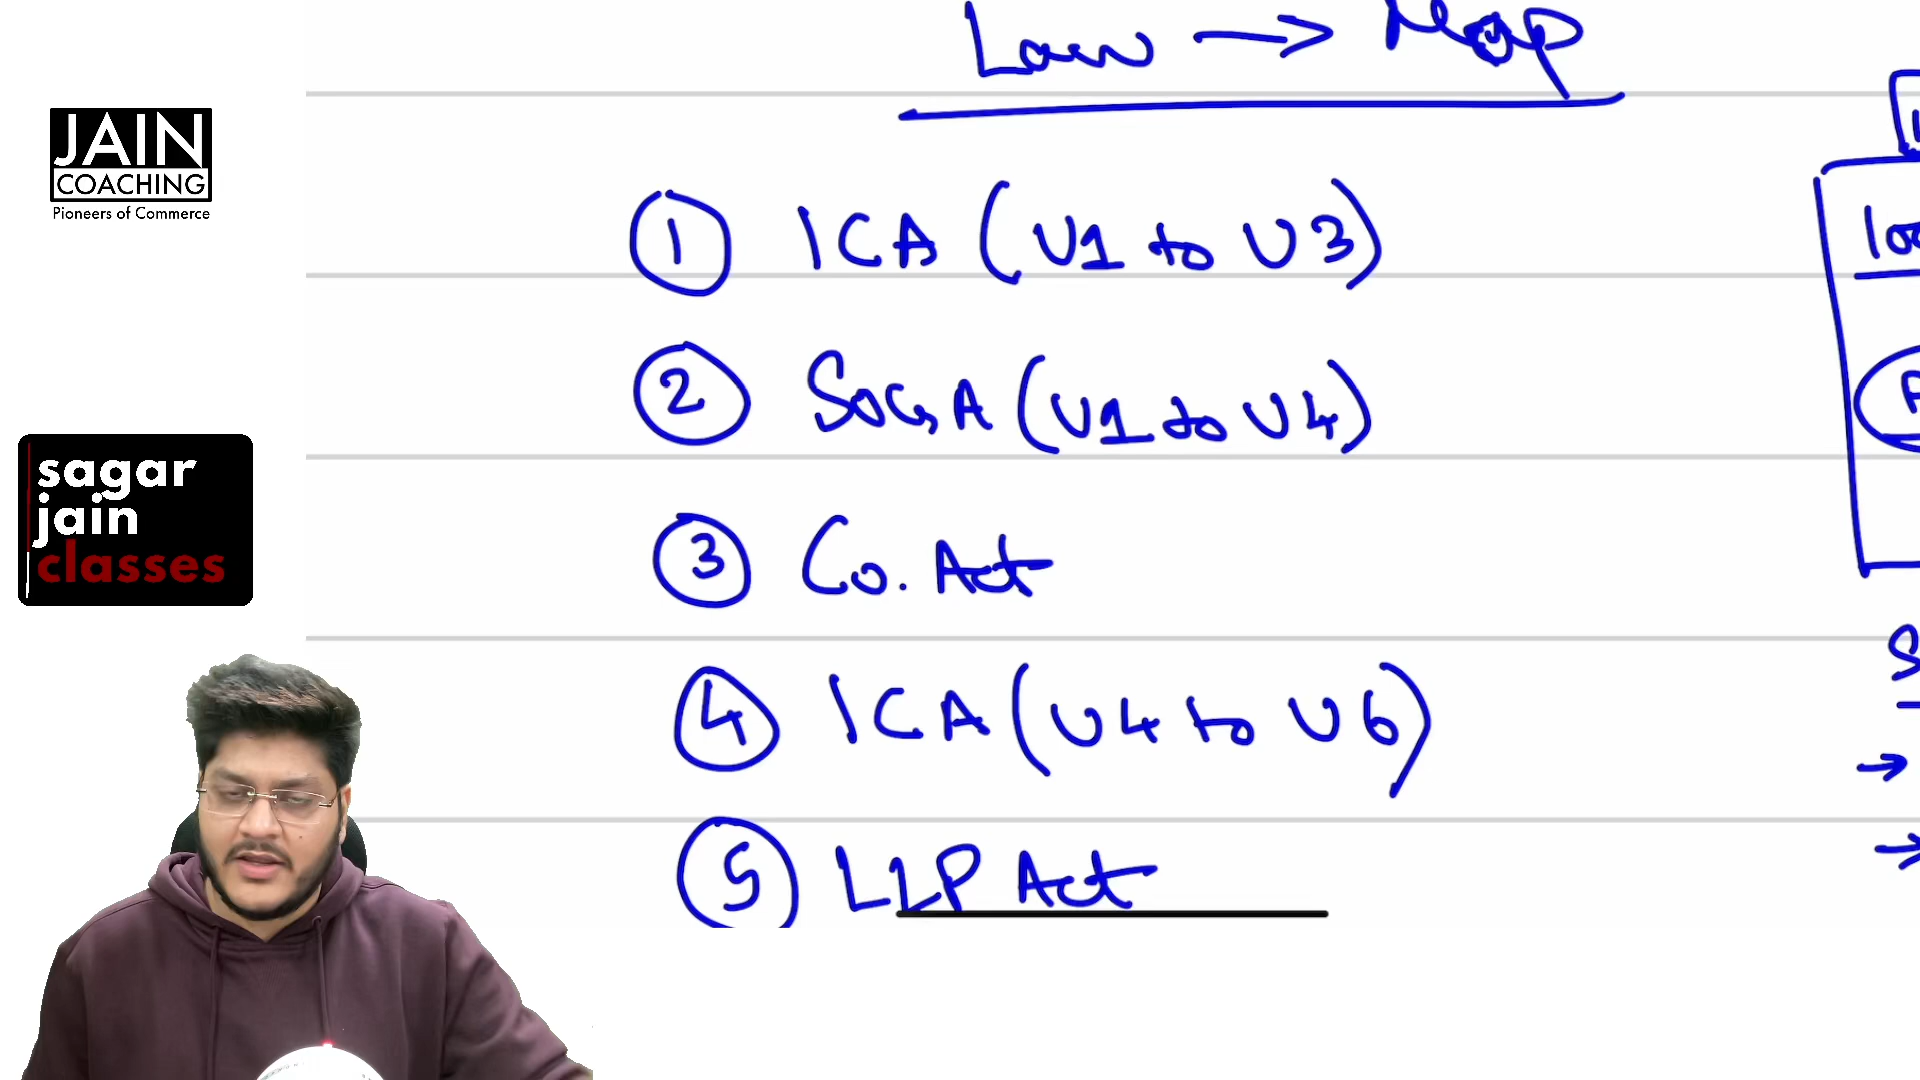 Law → Map
JAIN
COACHING
Pioneers of Commerce
① ICA (U1 to U3)
② SOGA (U1 to U4)
sagar
jain
classes
③ Co. Act
④ ICA (U4 to U6)
⑤ LLP Act